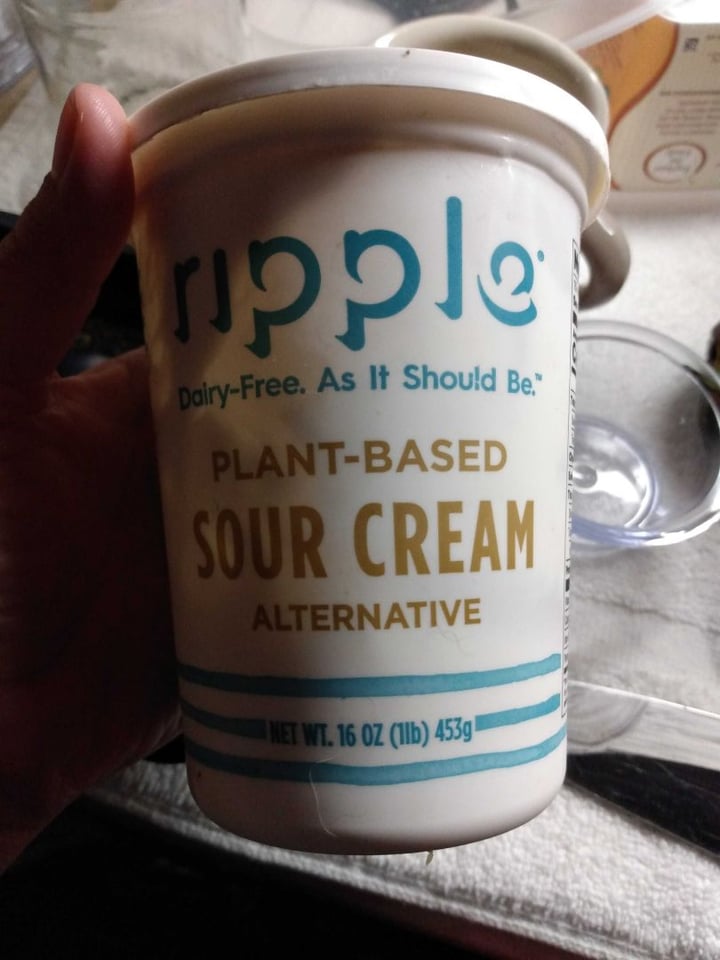 ripple
Dairy-Free. As It Should Be.™
PLANT-BASED
SOUR CREAM
ALTERNATIVE
NET WT. 16 OZ (1lb) 453g